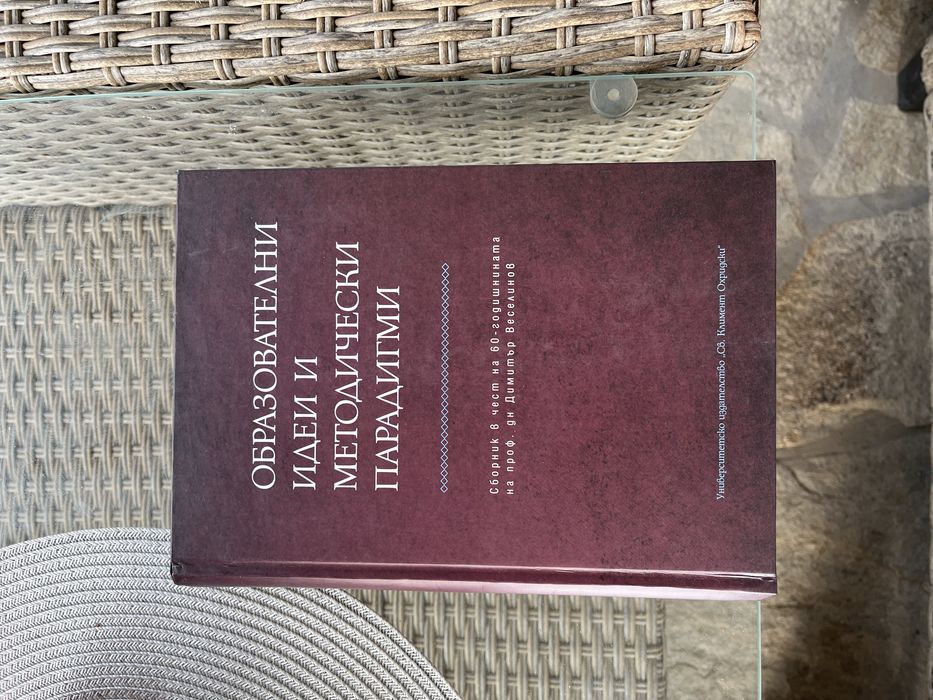 ОБРАЗОВАТЕЛНИ
ИДЕИ И
МЕТОДИЧЕСКИ
ПАРАДИГМИ
Сборник в чест на 60-годишнината
на проф. дн Димитър Веселинов
Университетско издателство „Св. Климент Охридски“